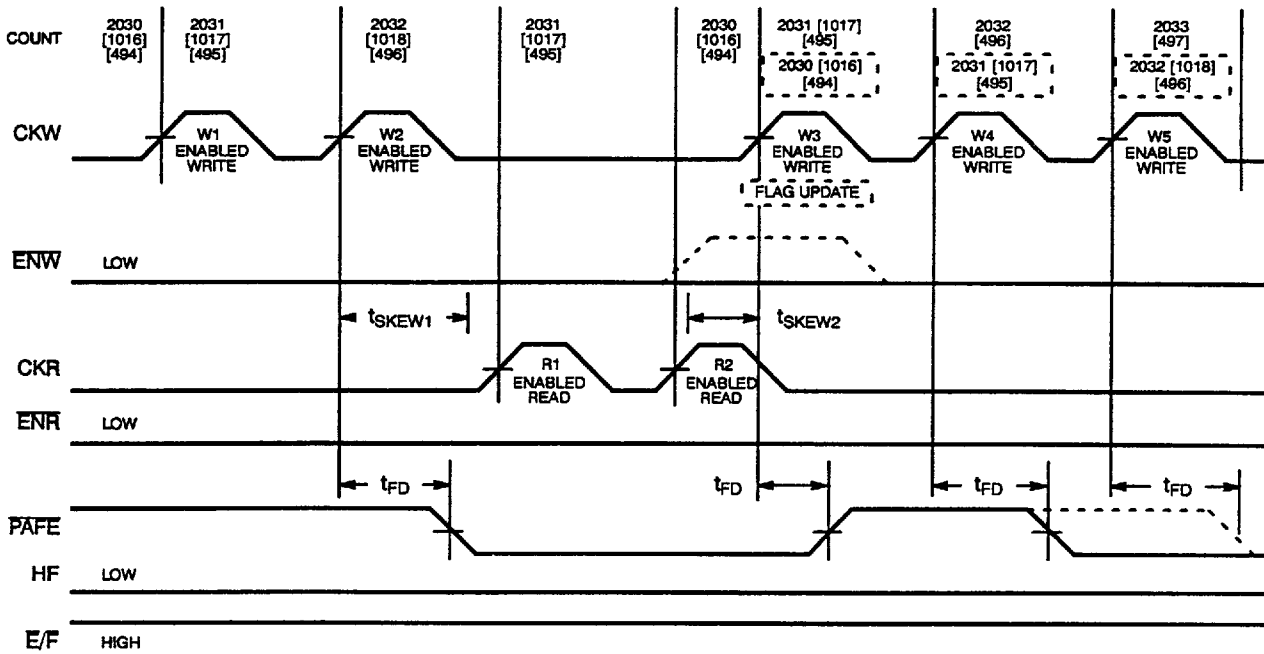 COUNT
2030 2031 2032 2031 2030 2031 [1017] 2032 2033
[1016] [1017] [1018] [1017] [1016] [495] [496] [497]
[494] [495] [496] [495] [494]
2030 [1016] 2031 [1017] 2032 [1018]
[494] [495] [496]
CKW
W1 W2 W3 W4 W5
ENABLED ENABLED ENABLED ENABLED ENABLED
WRITE WRITE WRITE WRITE WRITE
FLAG UPDATE
ENW LOW
tSKEW1 tSKEW2
CKR
R1 R2
ENABLED ENABLED
READ READ
ENR LOW
tFD tFD tFD tFD
PAFE
HF LOW
E/F HIGH